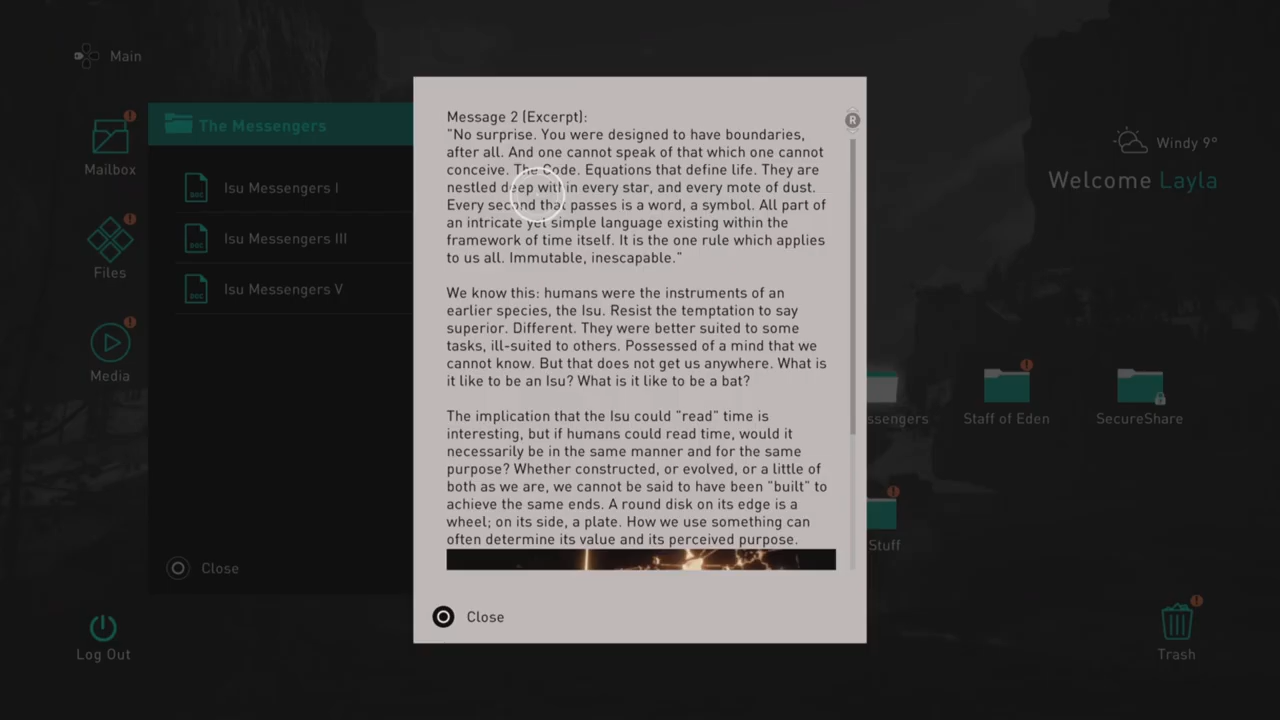 Main
Mailbox
Files
Media
Log Out
The Messengers
Isu Messengers I
Isu Messengers III
Isu Messengers V
Close
Message 2 (Excerpt):
"No surprise. You were designed to have boundaries,
after all. And one cannot speak of that which one cannot
conceive. The Code. Equations that define life. They are
nestled deep within every star, and every mote of dust.
Every second that passes is a word, a symbol. All part of
an intricate yet simple language existing within the
framework of time itself. It is the one rule which applies
to us all. Immutable, inescapable."
We know this: humans were the instruments of an
earlier species, the Isu. Resist the temptation to say
superior. Different. They were better suited to some
tasks, ill-suited to others. Possessed of a mind that we
cannot know. But that does not get us anywhere. What is
it like to be an Isu? What is it like to be a bat?
The implication that the Isu could "read" time is
interesting, but if humans could read time, would it
necessarily be in the same manner and for the same
purpose? Whether constructed, or evolved, or a little of
both as we are, we cannot be said to have been "built" to
achieve the same ends. A round disk on its edge is a
wheel; on its side, a plate. How we use something can
often determine its value and its perceived purpose.
R
Close
Windy 9°
Welcome Layla
ssengers
Staff of Eden
SecureShare
Stuff
Trash